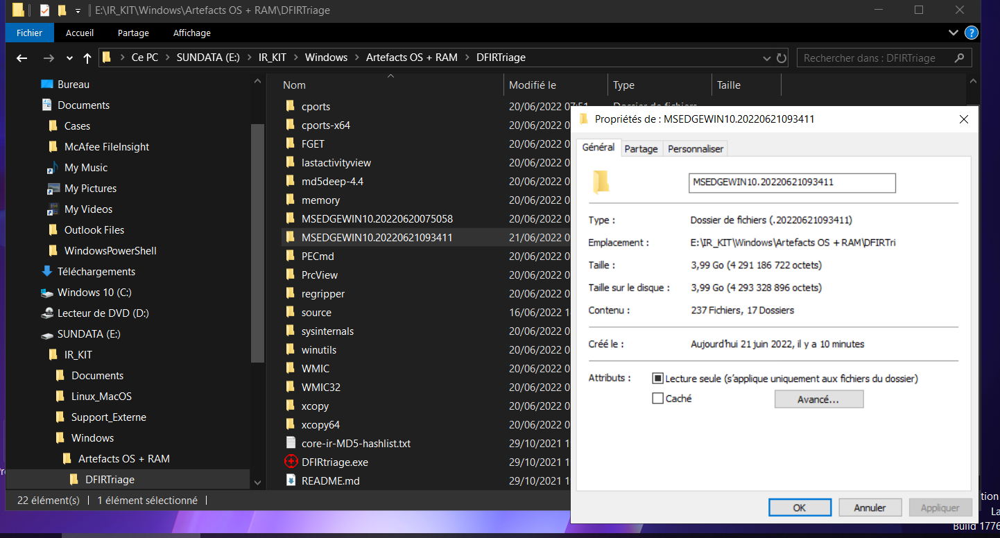 E:\IR_KIT\Windows\Artefacts OS + RAM\DFIRTriage
Fichier Accueil Partage Affichage
Ce PC SUNDATA (E:) IR_KIT Windows Artefacts OS + RAM DFIRTriage
Rechercher dans : DFIRTriage
Bureau
Documents
Cases
McAfee FileInsight
My Music
My Pictures
My Videos
Outlook Files
WindowsPowerShell
Téléchargements
Windows 10 (C:)
Lecteur de DVD (D:)
SUNDATA (E:)
IR_KIT
Documents
Linux_MacOS
Support_Externe
Windows
Artefacts OS + RAM
DFIRTriage
Nom Modifié le Type Taille
cports 20/06/2022 07:51 Dossier de fichiers
cports-x64 20/06/2022 0
FGET 20/06/2022 0
lastactivityview 20/06/2022 0
md5deep-4.4 20/06/2022 0
memory 20/06/2022 0
MSEDGEWIN10.20220620075058 20/06/2022 0
MSEDGEWIN10.20220621093411 21/06/2022 0
PECmd 20/06/2022 0
PrcView 20/06/2022 0
regripper 20/06/2022 0
source 16/06/2022 1
sysinternals 20/06/2022 0
winutils 20/06/2022 0
WMIC 20/06/2022 0
WMIC32 20/06/2022 0
xcopy 20/06/2022 0
xcopy64 20/06/2022 0
core-ir-MD5-hashlist.txt 29/10/2021 1
DFIRtriage.exe 29/10/2021 1
README.md 29/10/2021 1
22 élément(s) 1 élément sélectionné
Propriétés de : MSEDGEWIN10.20220621093411
Général Partage Personnaliser
MSEDGEWIN10.20220621093411
Type : Dossier de fichiers (.20220621093411)
Emplacement : E:\IR_KIT\Windows\Artefacts OS + RAM\DFIRTri
Taille : 3,99 Go (4 291 186 722 octets)
Taille sur le disque : 3,99 Go (4 293 328 896 octets)
Contenu : 237 Fichiers, 17 Dossiers
Créé le : Aujourd'hui 21 juin 2022, il y a 10 minutes
Attributs : Lecture seule (s'applique uniquement aux fichiers du dossier)
Caché Avancé...
OK Annuler Appliquer
tion
La
Build 1776